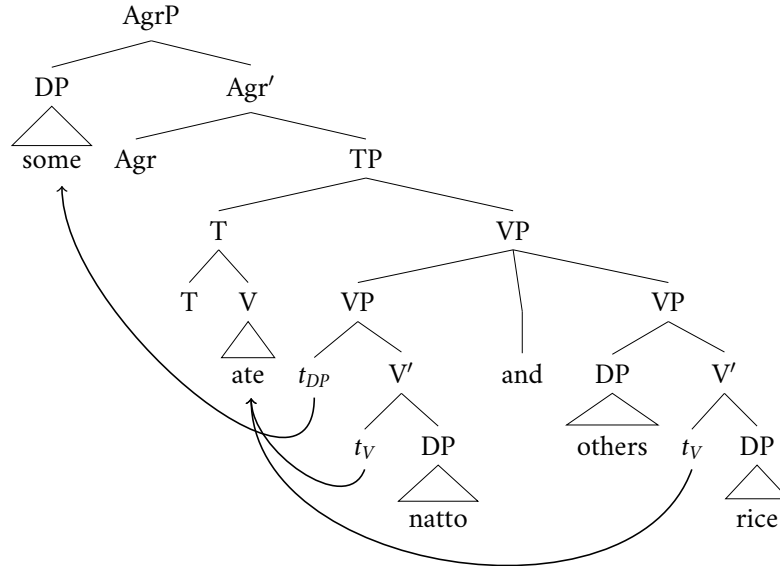 AgrP
DP Agr′
some Agr TP
T VP
T V VP VP
ate t_DP V′ and DP V′
t_V DP others t_V DP
natto rice